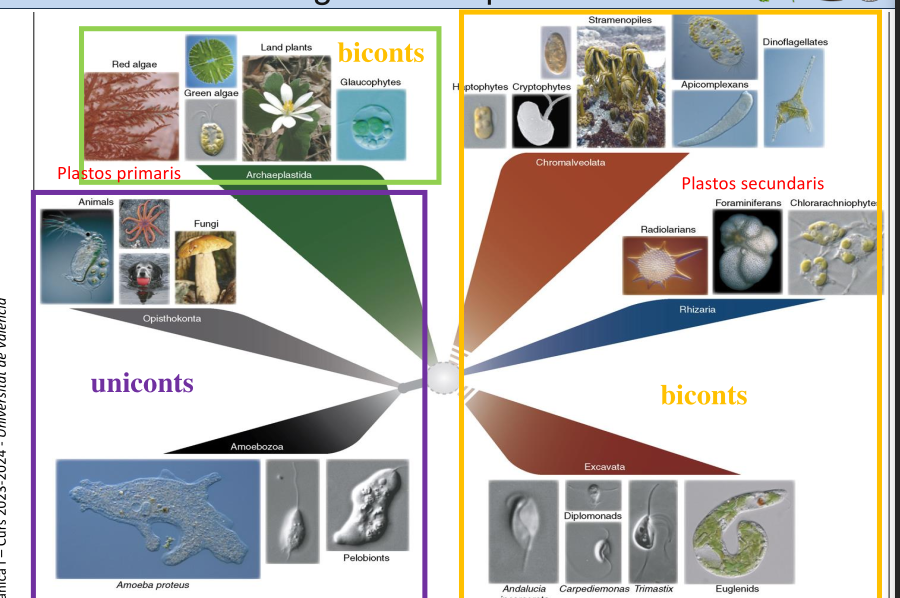 Stramenopiles
biconts
Land plants
Dinoflagellates
Red algae
Glaucophytes
Apicomplexans
Green algae
Haptophytes Cryptophytes
Chromalveolata
Plastos primaris
Archaeplastida
Plastos secundaris
Animals
Foraminiferans
Chlorarachniophytes
Fungi
Radiolarians
Opisthokonta
Rhizaria
uniconts
biconts
Amoebozoa
Excavata
Diplomonads
Pelobionts
Amoeba proteus
Andalucia
Carpediemonas
Trimastix
Euglenids
ànica I – Curs 2023-2024 - Universitat de València